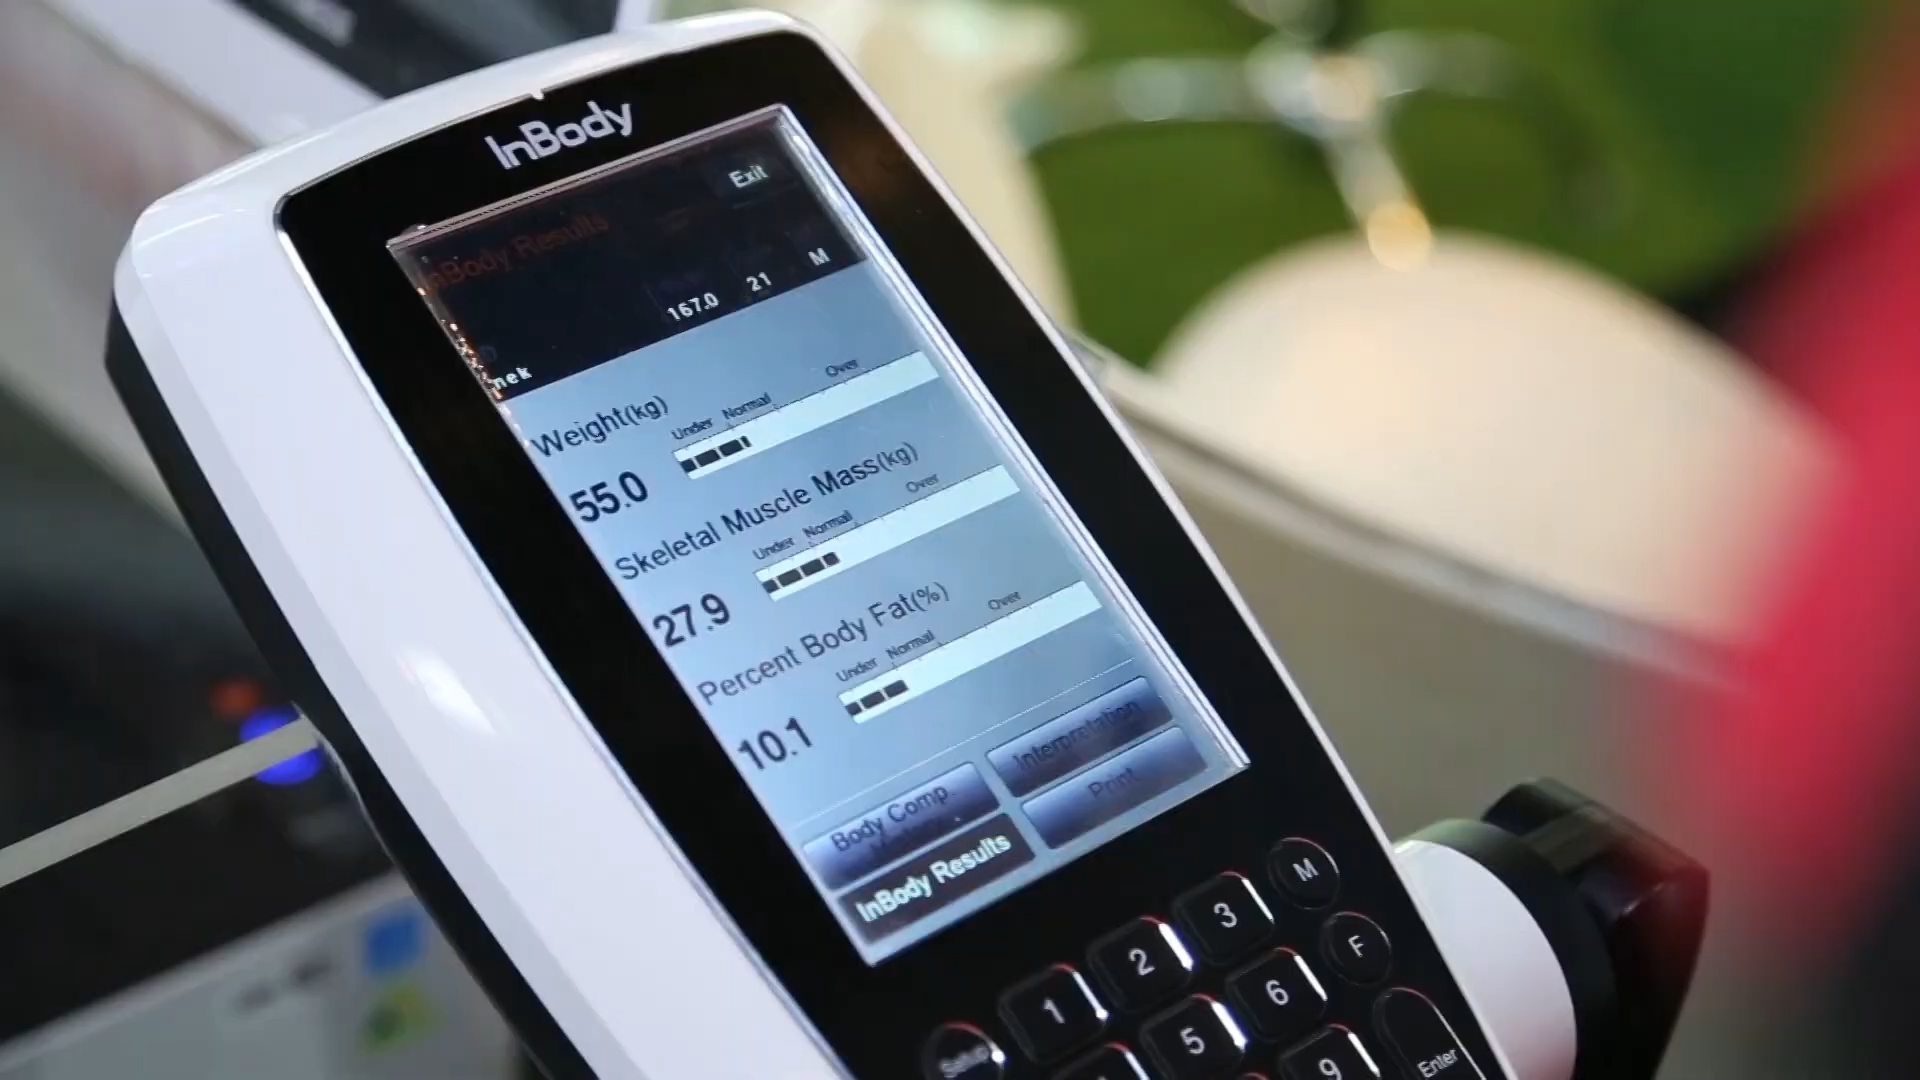 InBody
Exit
InBody Results
167.0 21 M
nek
Weight(kg)
Under Normal Over
55.0
Skeletal Muscle Mass(kg)
Under Normal Over
27.9
Percent Body Fat(%)
Under Normal Over
10.1
Body Comp. Interpretation
InBody Results Print
1 2 3 M
5 6 F
Setup 9 Enter